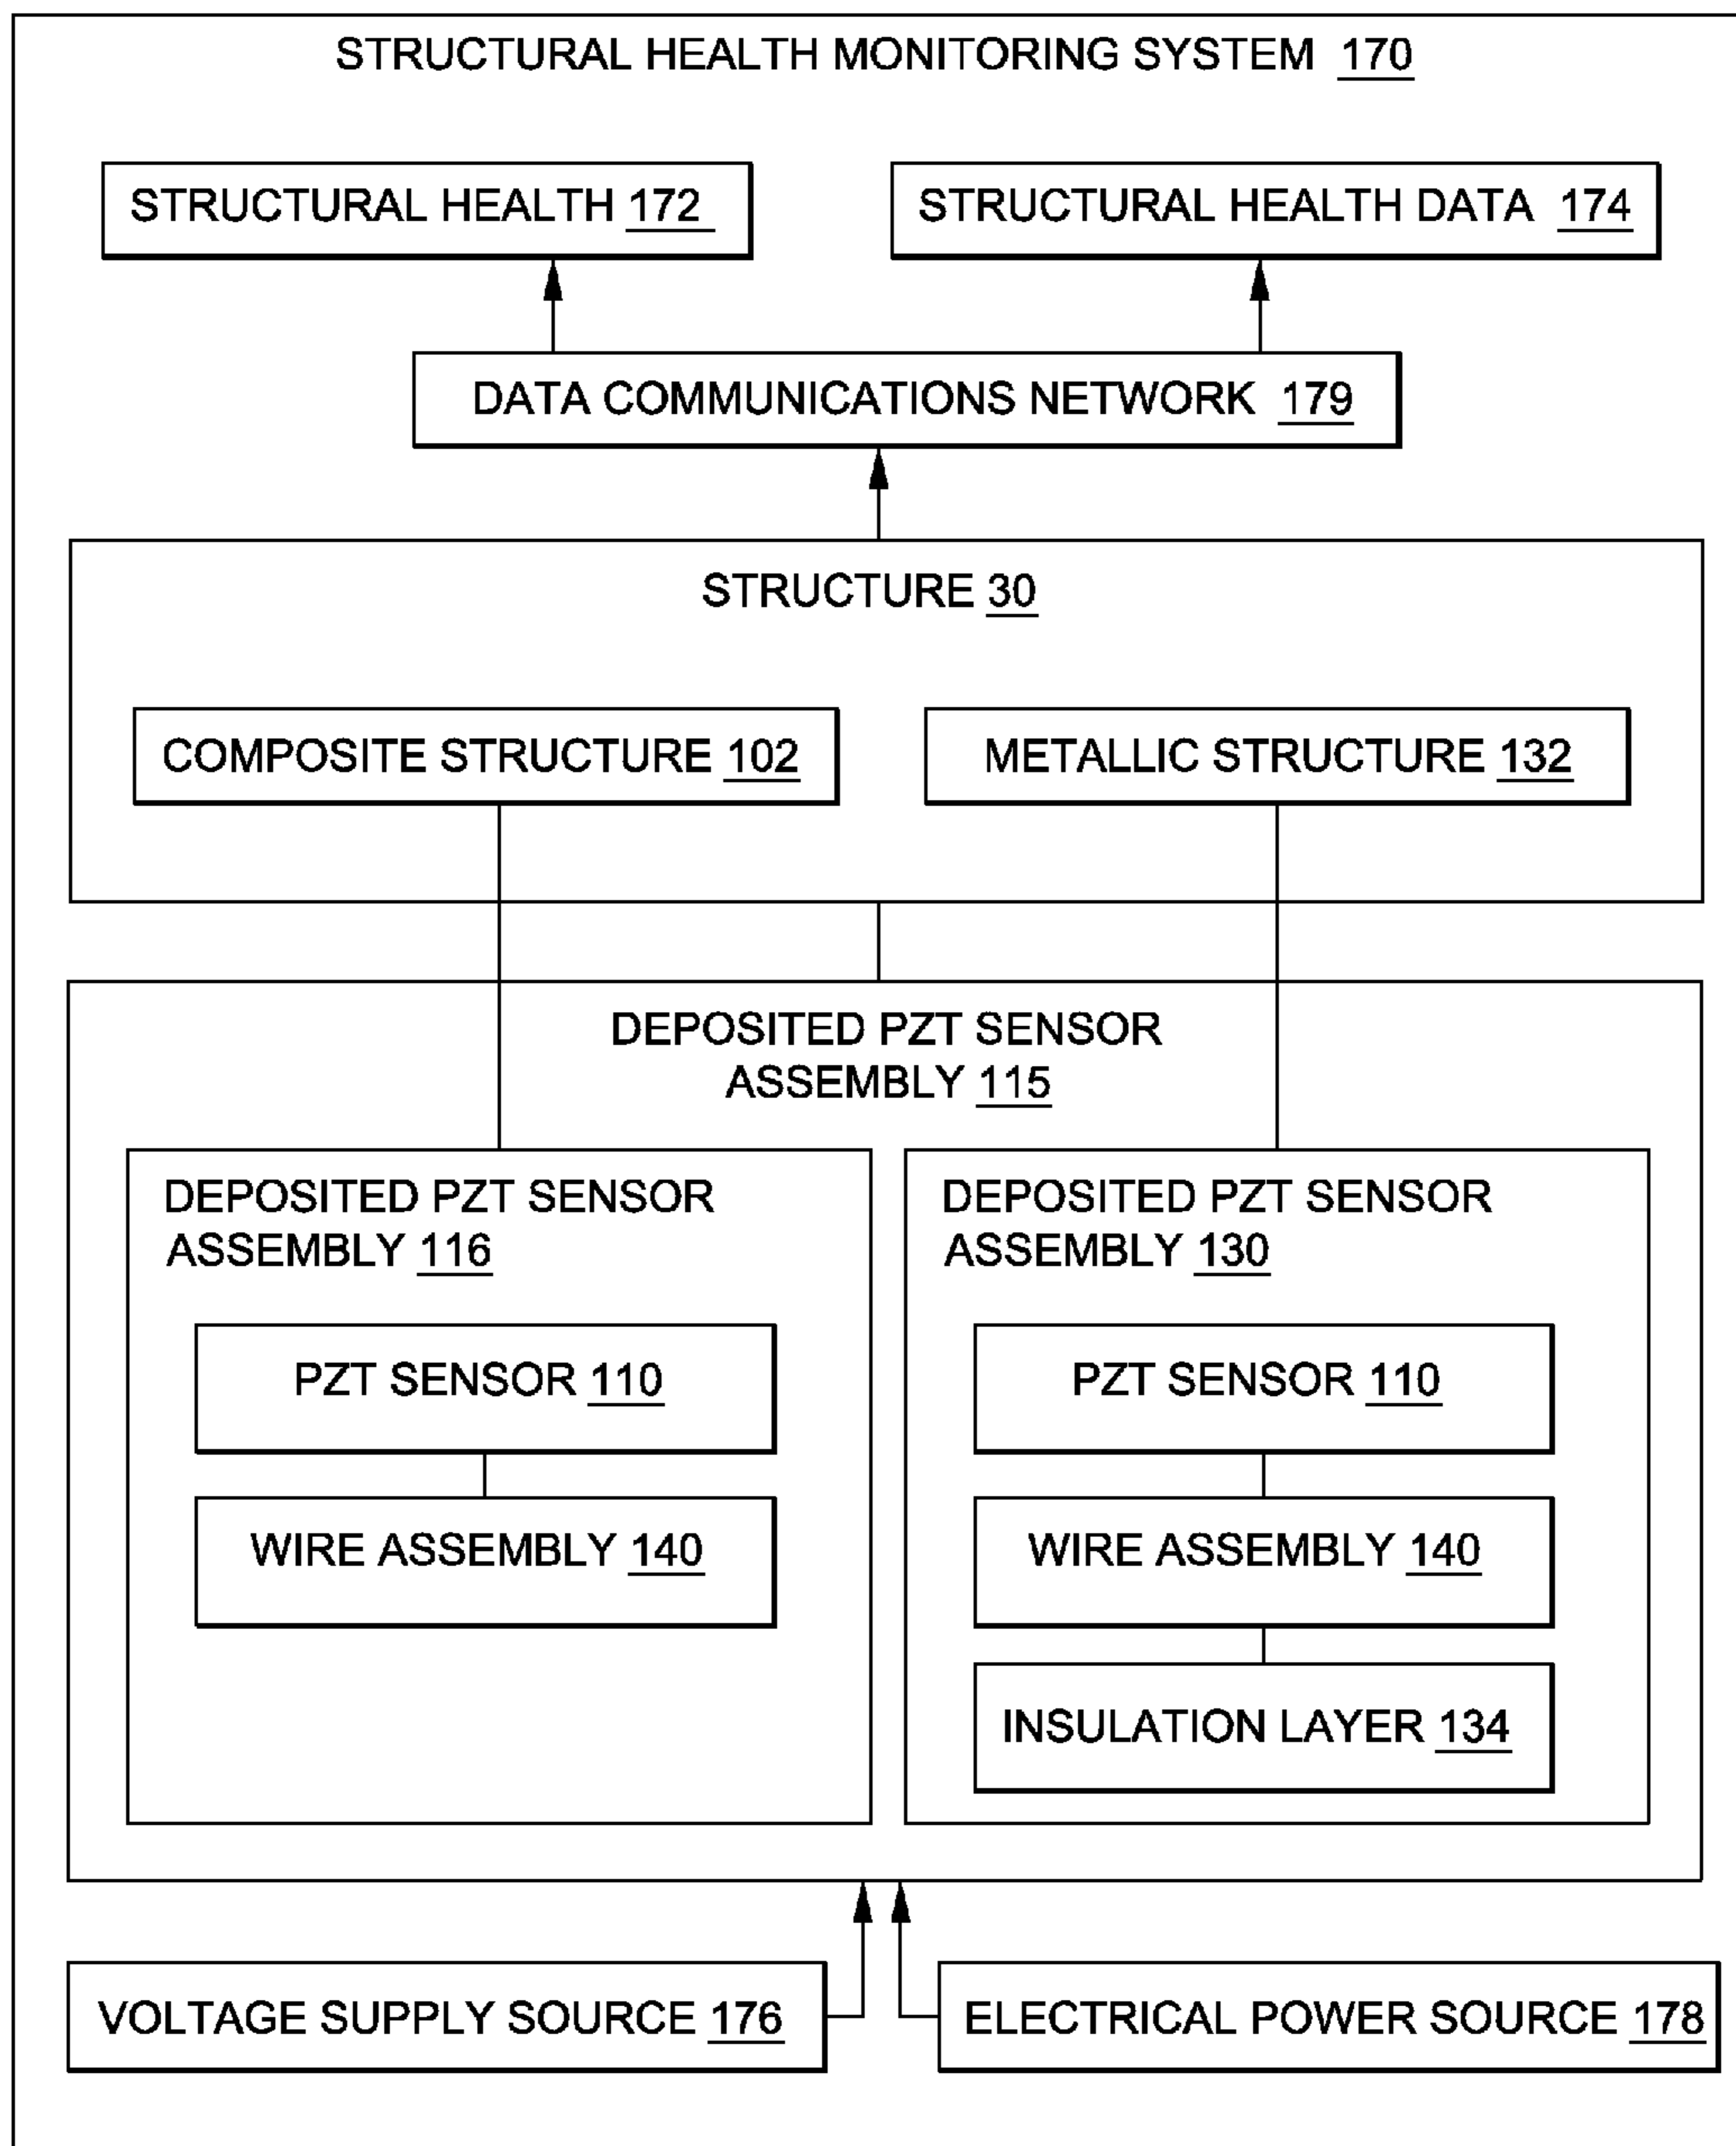 STRUCTURAL HEALTH MONITORING SYSTEM 170
STRUCTURAL HEALTH 172
STRUCTURAL HEALTH DATA 174
DATA COMMUNICATIONS NETWORK 179
STRUCTURE 30
COMPOSITE STRUCTURE 102
METALLIC STRUCTURE 132
DEPOSITED PZT SENSOR
ASSEMBLY 115
DEPOSITED PZT SENSOR
ASSEMBLY 116
PZT SENSOR 110
WIRE ASSEMBLY 140
DEPOSITED PZT SENSOR
ASSEMBLY 130
PZT SENSOR 110
WIRE ASSEMBLY 140
INSULATION LAYER 134
VOLTAGE SUPPLY SOURCE 176
ELECTRICAL POWER SOURCE 178